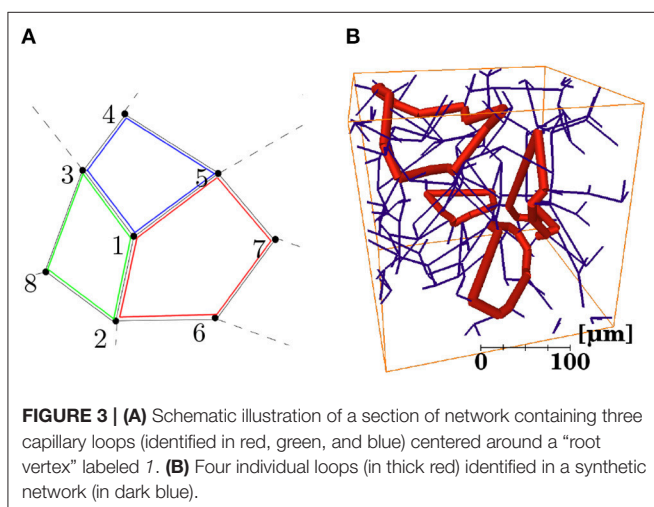 A
B
4
3
5
1
7
8
2
6
[μm]
0 100
FIGURE 3 | (A) Schematic illustration of a section of network containing three
capillary loops (identified in red, green, and blue) centered around a “root
vertex” labeled 1. (B) Four individual loops (in thick red) identified in a synthetic
network (in dark blue).